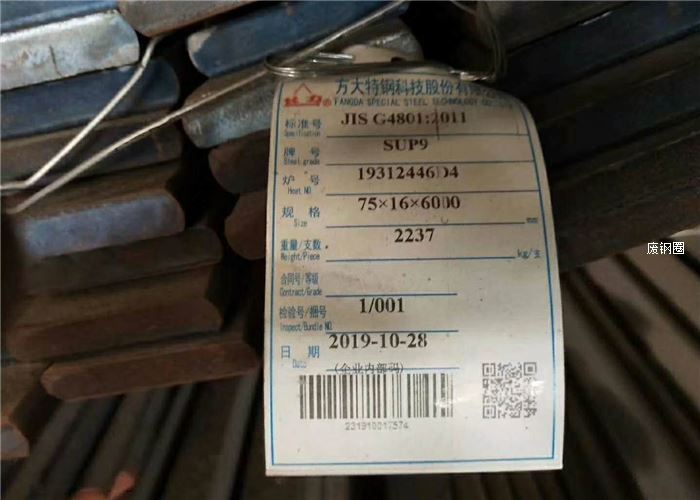 方大特钢科技股份有
FANGDA SPECIAL STEEL TECHNOLOGY
标准号 JIS G4801:2011
Specification
牌 号 SUP9
Steel grade
炉 号 19312446D4
Heat NO.
规 格 75×16×6000 mm
Size
重量/支数 2237 kg/支
Weight/Piece
合同号/等级
Contract/Grade
检验号/捆号 1/001
Inspect/Bundle NO.
日 期 2019-10-28
Date
(企业内部码)
231910017574
废钢圈